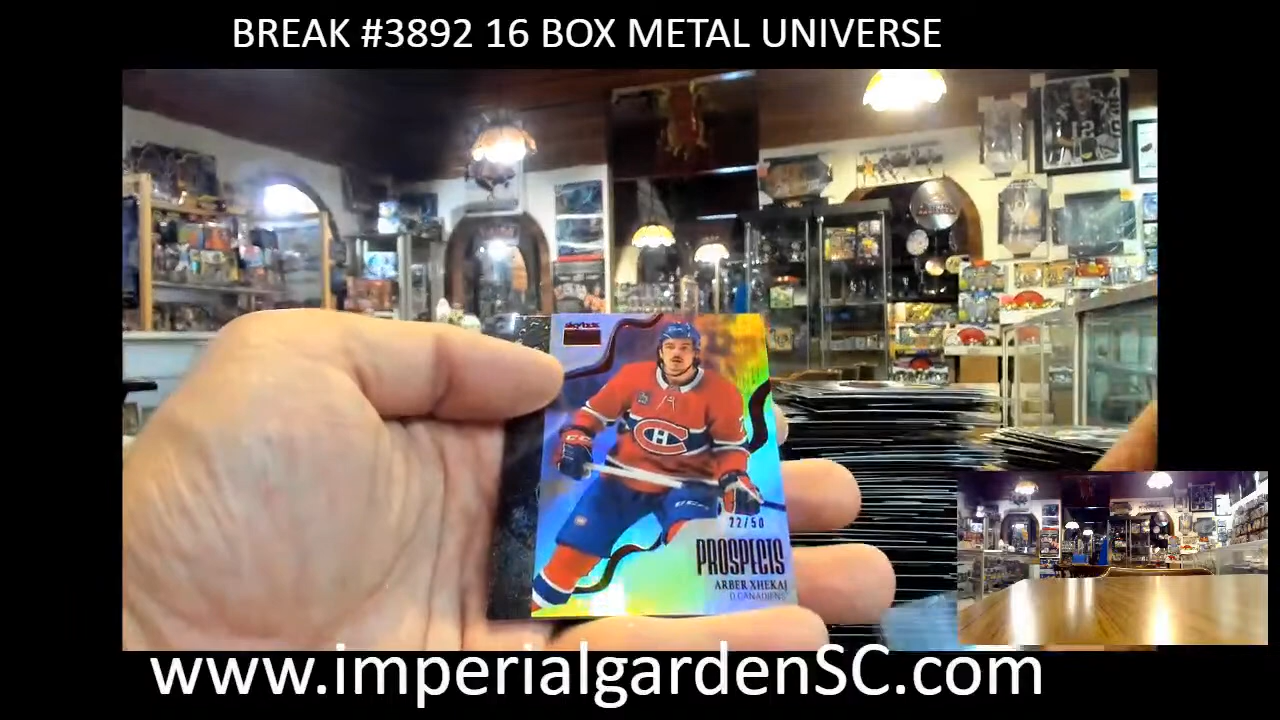 BREAK #3892 16 BOX METAL UNIVERSE
skybox
22/50
PROSPECTS
ARBER XHEKAJ
D CANADIENS
www.imperialgardenSC.com